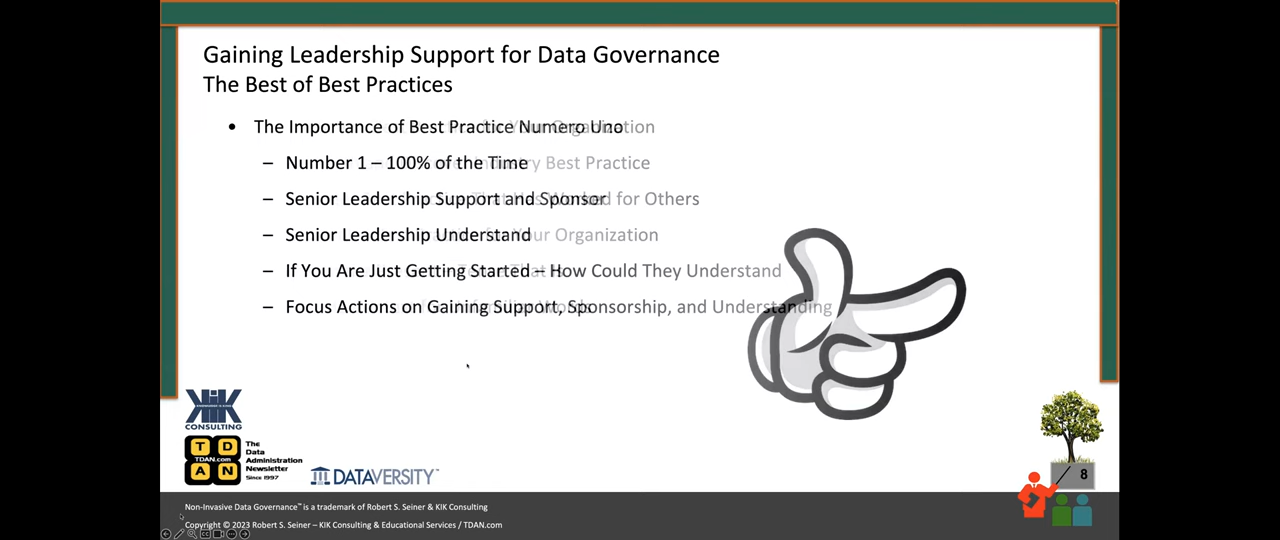 Gaining Leadership Support for Data Governance
The Best of Best Practices
• The Importance of Best Practice Numero Uno
– Number 1 – 100% of the Time
– Senior Leadership Support and Sponsor
– Senior Leadership Understand
– If You Are Just Getting Started – How Could They Understand
– Focus Actions on Gaining Support, Sponsorship, and Understanding
KIK
CONSULTING
T D
TDAN.com
A N
The
Data
Administration
Newsletter
Since 1997
DATAVERSITY
8
Non-Invasive Data Governance™ is a trademark of Robert S. Seiner & KIK Consulting
Copyright © 2023 Robert S. Seiner – KIK Consulting & Educational Services / TDAN.com